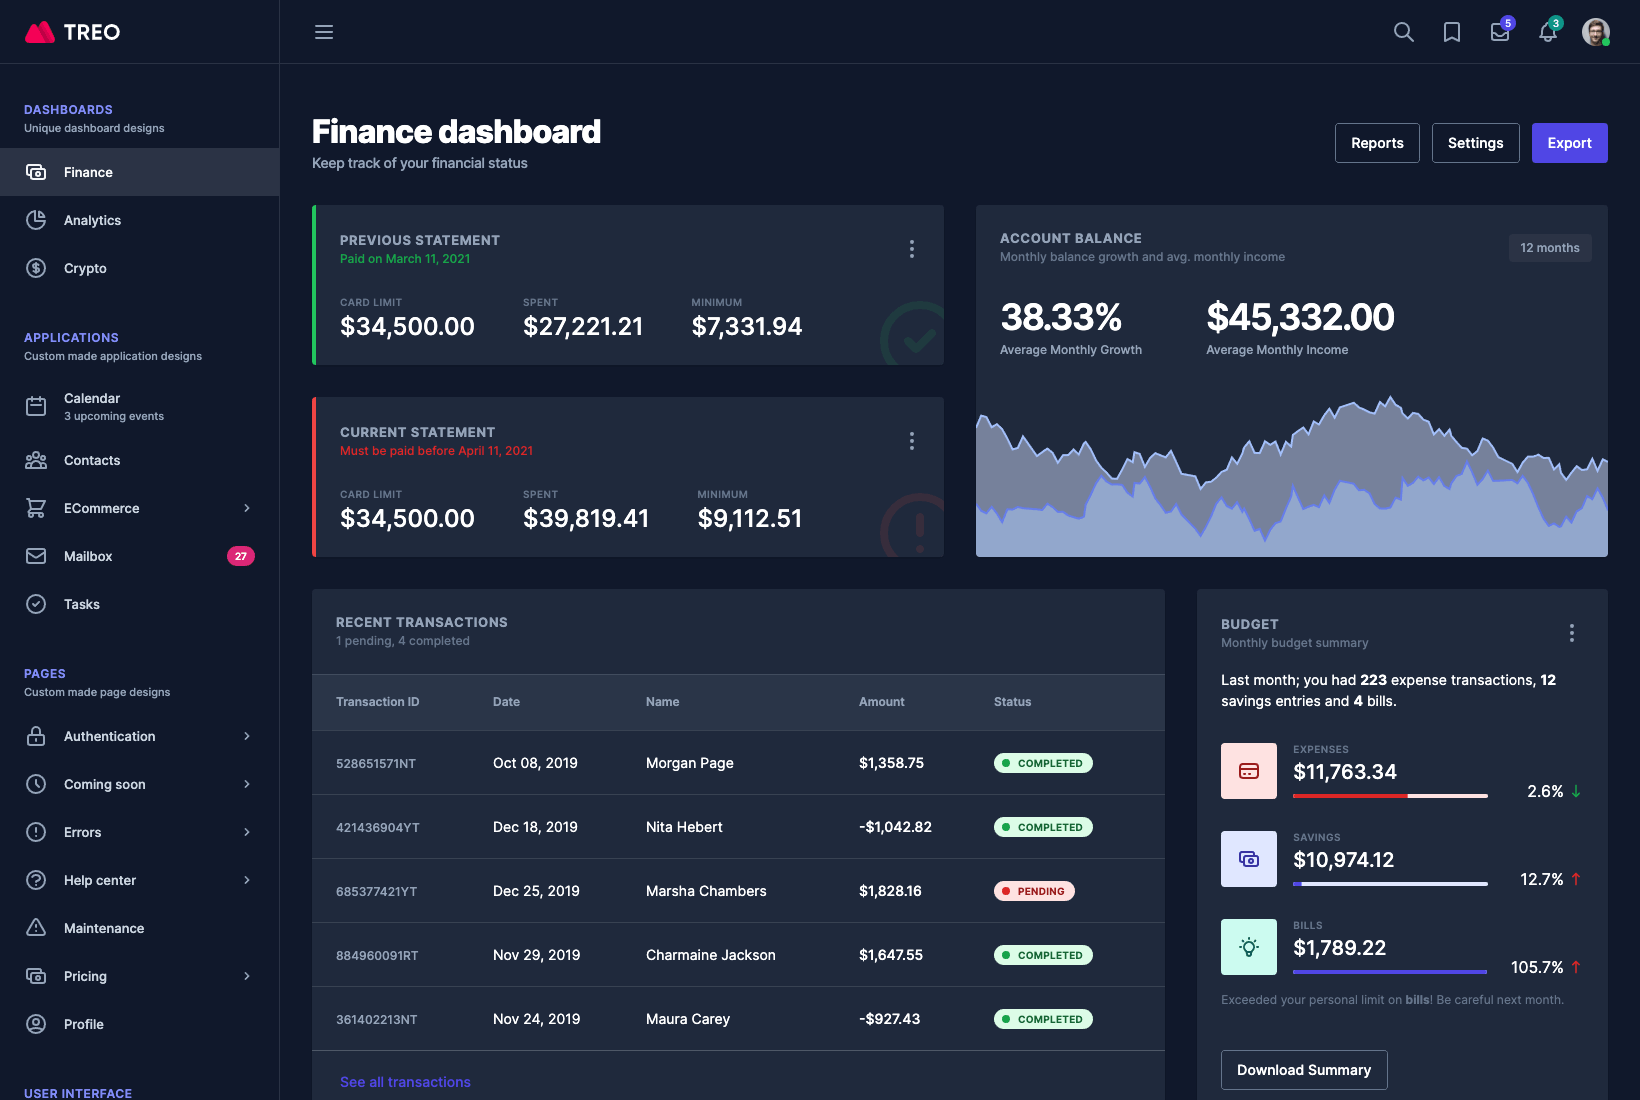 TREO
5
3
DASHBOARDS
Unique dashboard designs
Finance
Analytics
Crypto
APPLICATIONS
Custom made application designs
Calendar
3 upcoming events
Contacts
ECommerce
Mailbox
27
Tasks
PAGES
Custom made page designs
Authentication
Coming soon
Errors
Help center
Maintenance
Pricing
Profile
USER INTERFACE
Finance dashboard
Keep track of your financial status
Reports
Settings
Export
PREVIOUS STATEMENT
Paid on March 11, 2021
CARD LIMIT SPENT MINIMUM
$34,500.00 $27,221.21 $7,331.94
CURRENT STATEMENT
Must be paid before April 11, 2021
CARD LIMIT SPENT MINIMUM
$34,500.00 $39,819.41 $9,112.51
ACCOUNT BALANCE
Monthly balance growth and avg. monthly income
12 months
38.33% $45,332.00
Average Monthly Growth Average Monthly Income
RECENT TRANSACTIONS
1 pending, 4 completed
Transaction ID Date Name Amount Status
528651571NT Oct 08, 2019 Morgan Page $1,358.75 COMPLETED
421436904YT Dec 18, 2019 Nita Hebert -$1,042.82 COMPLETED
685377421YT Dec 25, 2019 Marsha Chambers $1,828.16 PENDING
884960091RT Nov 29, 2019 Charmaine Jackson $1,647.55 COMPLETED
361402213NT Nov 24, 2019 Maura Carey -$927.43 COMPLETED
See all transactions
BUDGET
Monthly budget summary
Last month; you had 223 expense transactions, 12
savings entries and 4 bills.
EXPENSES
$11,763.34
2.6%
SAVINGS
$10,974.12
12.7%
BILLS
$1,789.22
105.7%
Exceeded your personal limit on bills! Be careful next month.
Download Summary